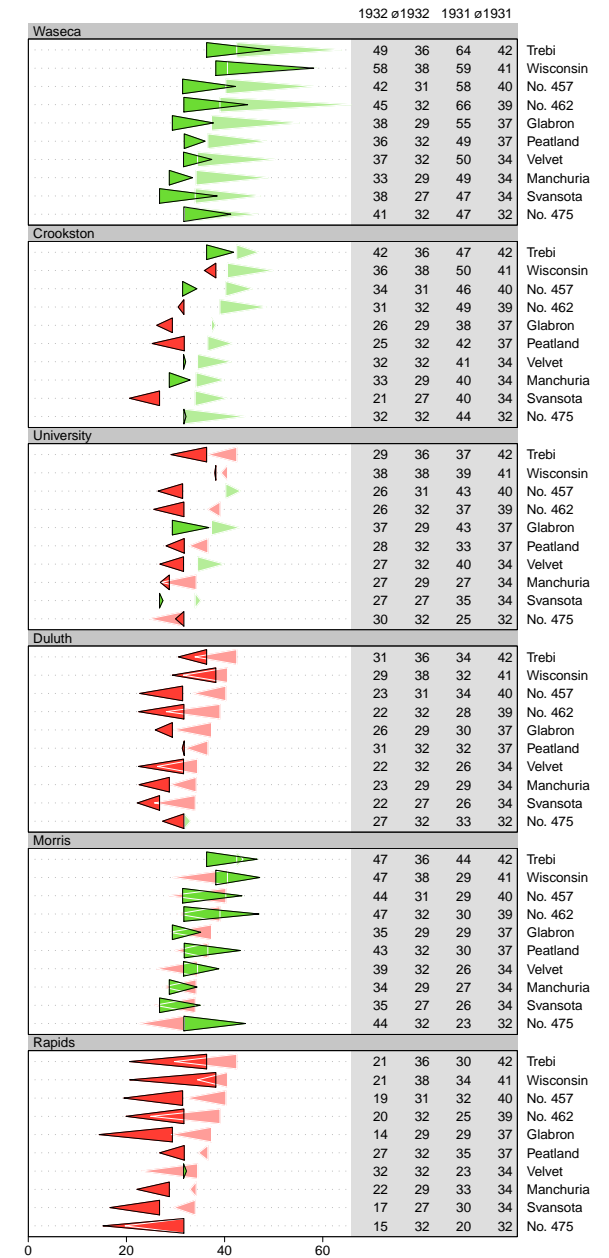 1932 ø1932 1931 ø1931
Waseca
49 36 64 42 Trebi
58 38 59 41 Wisconsin
42 31 58 40 No. 457
45 32 66 39 No. 462
38 29 55 37 Glabron
36 32 49 37 Peatland
37 32 50 34 Velvet
33 29 49 34 Manchuria
38 27 47 34 Svansota
41 32 47 32 No. 475
Crookston
42 36 47 42 Trebi
36 38 50 41 Wisconsin
34 31 46 40 No. 457
31 32 49 39 No. 462
26 29 38 37 Glabron
25 32 42 37 Peatland
32 32 41 34 Velvet
33 29 40 34 Manchuria
21 27 40 34 Svansota
32 32 44 32 No. 475
University
29 36 37 42 Trebi
38 38 39 41 Wisconsin
26 31 43 40 No. 457
26 32 37 39 No. 462
37 29 43 37 Glabron
28 32 33 37 Peatland
27 32 40 34 Velvet
27 29 27 34 Manchuria
27 27 35 34 Svansota
30 32 25 32 No. 475
Duluth
31 36 34 42 Trebi
29 38 32 41 Wisconsin
23 31 34 40 No. 457
22 32 28 39 No. 462
26 29 30 37 Glabron
31 32 32 37 Peatland
22 32 26 34 Velvet
23 29 29 34 Manchuria
22 27 26 34 Svansota
27 32 33 32 No. 475
Morris
47 36 44 42 Trebi
47 38 29 41 Wisconsin
44 31 29 40 No. 457
47 32 30 39 No. 462
35 29 29 37 Glabron
43 32 30 37 Peatland
39 32 26 34 Velvet
34 29 27 34 Manchuria
35 27 26 34 Svansota
44 32 23 32 No. 475
Rapids
21 36 30 42 Trebi
21 38 34 41 Wisconsin
19 31 32 40 No. 457
20 32 25 39 No. 462
14 29 29 37 Glabron
27 32 35 37 Peatland
32 32 23 34 Velvet
22 29 33 34 Manchuria
17 27 30 34 Svansota
15 32 20 32 No. 475
0 20 40 60